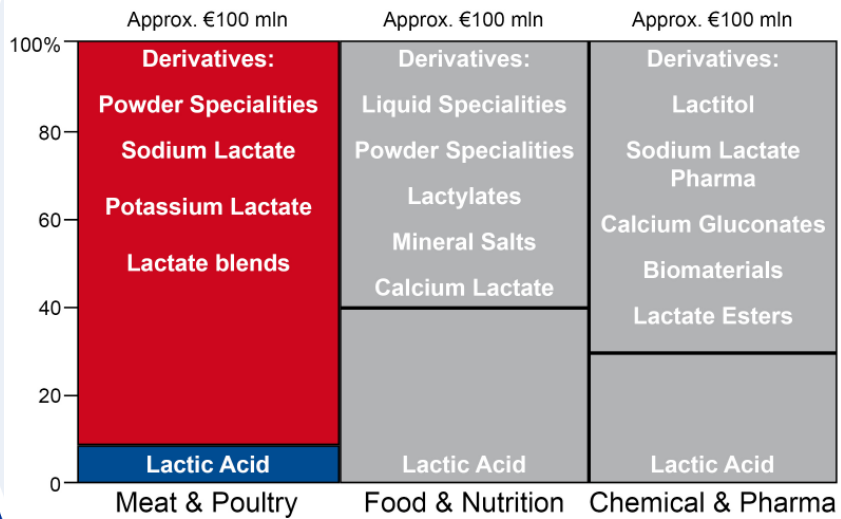 Approx. €100 mln
Approx. €100 mln
Approx. €100 mln
100%
80
60
40
20
0
Derivatives:
Powder Specialities
Sodium Lactate
Potassium Lactate
Lactate blends
Lactic Acid
Meat & Poultry
Derivatives:
Liquid Specialities
Powder Specialities
Lactylates
Mineral Salts
Calcium Lactate
Lactic Acid
Food & Nutrition
Derivatives:
Lactitol
Sodium Lactate
Pharma
Calcium Gluconates
Biomaterials
Lactate Esters
Lactic Acid
Chemical & Pharma